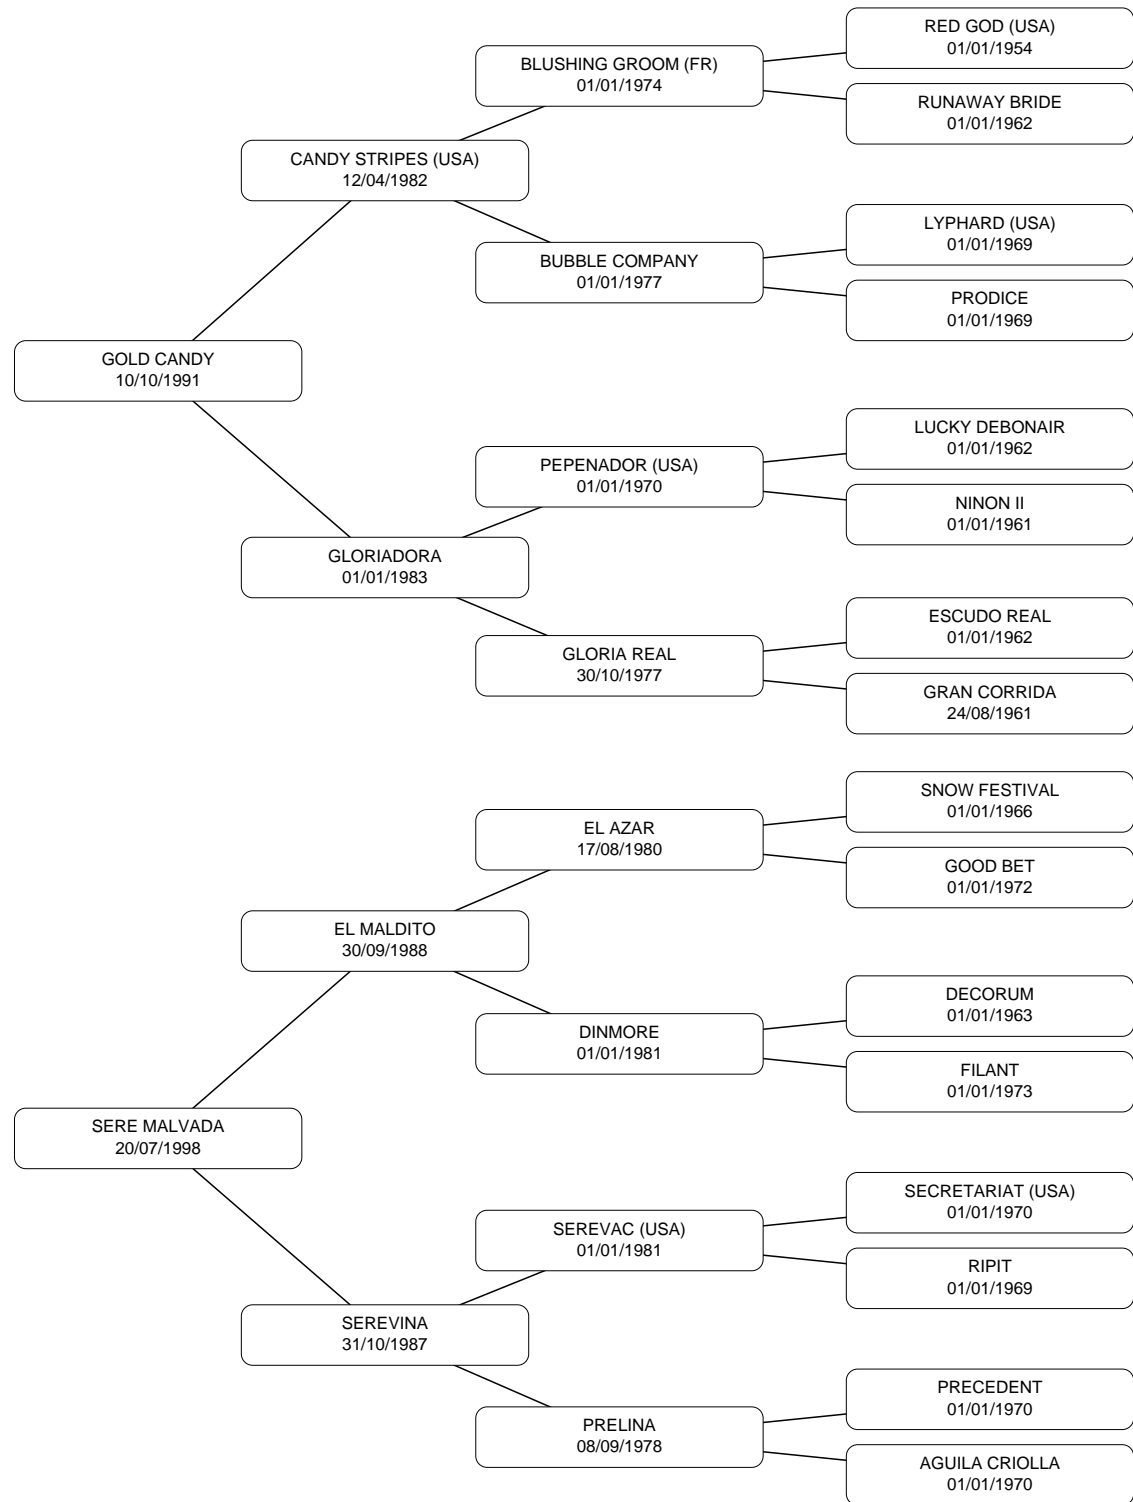 RED GOD (USA)
01/01/1954
BLUSHING GROOM (FR)
01/01/1974
RUNAWAY BRIDE
01/01/1962
CANDY STRIPES (USA)
12/04/1982
LYPHARD (USA)
01/01/1969
BUBBLE COMPANY
01/01/1977
PRODICE
01/01/1969
GOLD CANDY
10/10/1991
LUCKY DEBONAIR
01/01/1962
PEPENADOR (USA)
01/01/1970
NINON II
01/01/1961
GLORIADORA
01/01/1983
ESCUDO REAL
01/01/1962
GLORIA REAL
30/10/1977
GRAN CORRIDA
24/08/1961
SNOW FESTIVAL
01/01/1966
EL AZAR
17/08/1980
GOOD BET
01/01/1972
EL MALDITO
30/09/1988
DECORUM
01/01/1963
DINMORE
01/01/1981
FILANT
01/01/1973
SERE MALVADA
20/07/1998
SECRETARIAT (USA)
01/01/1970
SEREVAC (USA)
01/01/1981
RIPIT
01/01/1969
SEREVINA
31/10/1987
PRECEDENT
01/01/1970
PRELINA
08/09/1978
AGUILA CRIOLLA
01/01/1970